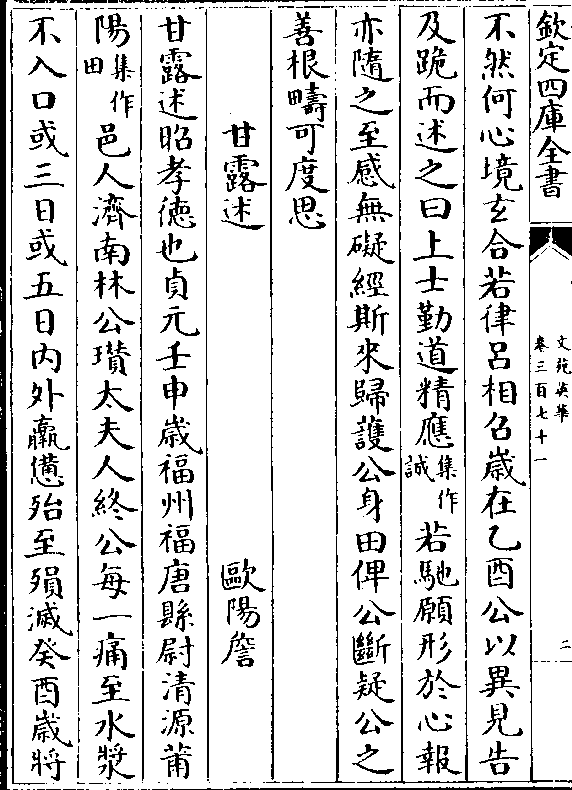 欽定四庫全書
文苑英華
卷三百七十一
二
不然何心境玄合若律呂相召歲在乙酉公以異見告
及跪而述之曰上士勤道精應集作誠若馳願形於心報
亦隨之至感無礙經斯來歸護公身田俾公斷疑公之
善根疇可度思
甘露述 歐陽詹
甘露述昭孝德也貞元壬申歲福州福唐縣尉清源莆
陽集作田邑人濟南林公瓚太夫人終公每一痛至水漿
不入口或三日或五日內外羸憊殆至殞滅癸酉歲將